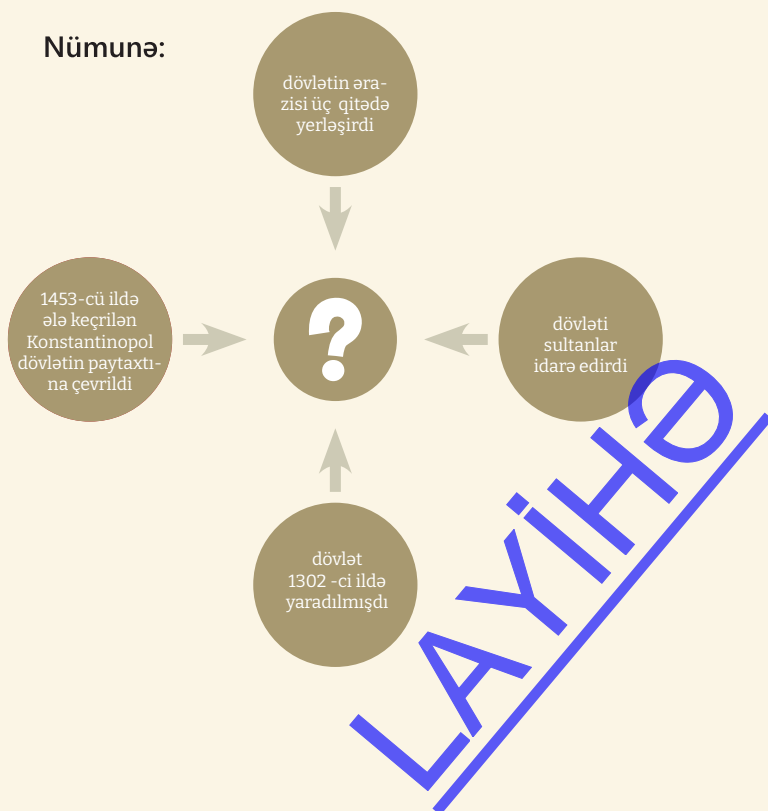 Nümunə:
dövlətin əra-
zisi üç qitədə
yerləşirdi
1453-cü ildə
ələ keçrilən
Konstantinopol
dövlətin paytaxtı-
na çevrildi
?
dövləti
sultanlar
idarə edirdi
dövlət
1302 -ci ildə
yaradılmışdı
LAYİHƏ